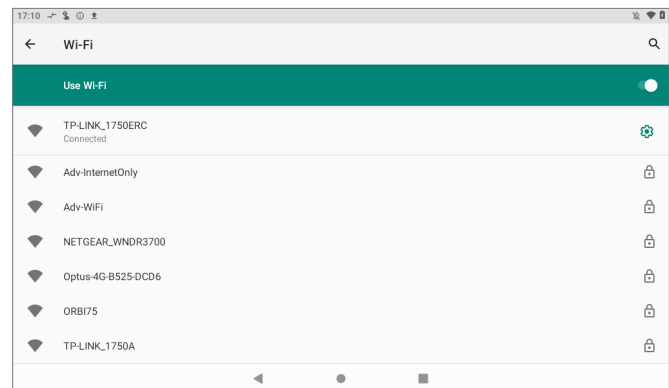 17:10
Wi-Fi
Use Wi-Fi
TP-LINK_1750ERC
Connected
Adv-InternetOnly
Adv-WiFi
NETGEAR_WNDR3700
Optus-4G-B525-DCD6
ORBI75
TP-LINK_1750A